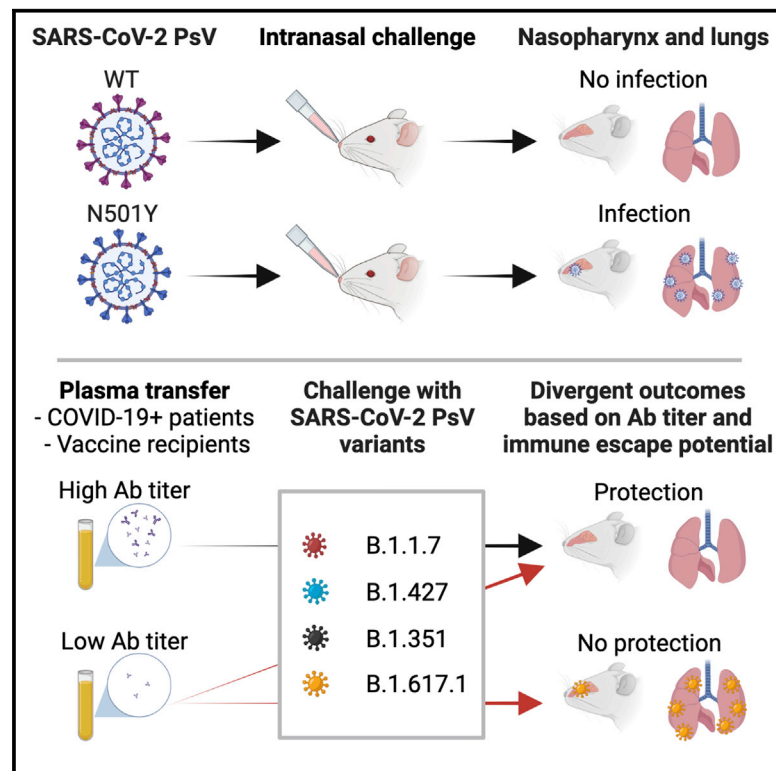 SARS-CoV-2 PsV
Intranasal challenge
Nasopharynx and lungs
WT
No infection
N501Y
Infection
Plasma transfer
- COVID-19+ patients
- Vaccine recipients
Challenge with
SARS-CoV-2 PsV
variants
Divergent outcomes
based on Ab titer and
immune escape potential
High Ab titer
Protection
B.1.1.7
B.1.427
B.1.351
B.1.617.1
Low Ab titer
No protection